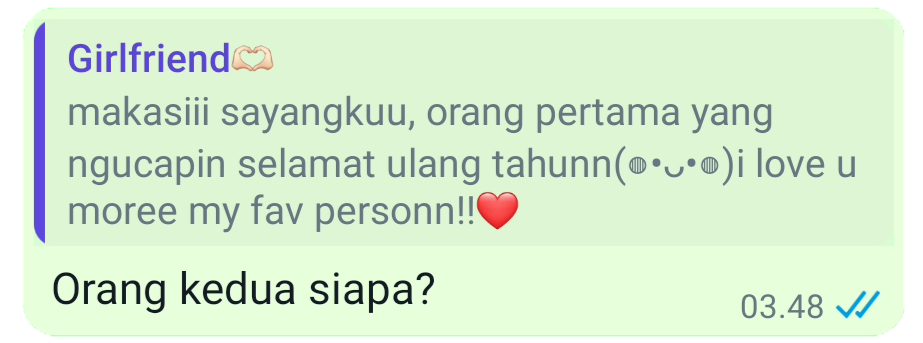 Girlfriend🫶🏻
makasiii sayangkuu, orang pertama yang
ngucapin selamat ulang tahunn(◍•ᴗ•◍)i love u
moree my fav personn!!❤️
Orang kedua siapa?
03.48